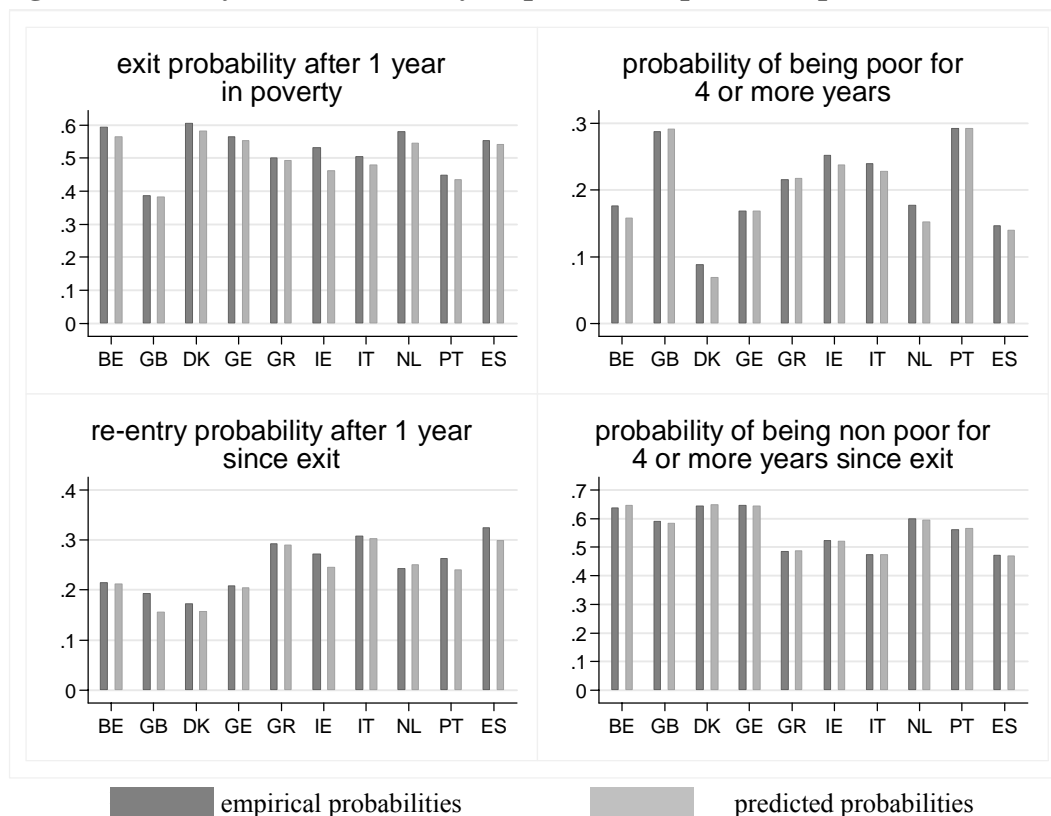 exit probability after 1 year
in poverty
.6
.5
.4
.3
.2
.1
0
BE GB DK GE GR IE IT NL PT ES
probability of being poor for
4 or more years
.3
.2
.1
0
BE GB DK GE GR IE IT NL PT ES
re-entry probability after 1 year
since exit
.4
.3
.2
.1
0
BE GB DK GE GR IE IT NL PT ES
probability of being non poor for
4 or more years since exit
.7
.6
.5
.4
.3
.2
.1
0
BE GB DK GE GR IE IT NL PT ES
empirical probabilities
predicted probabilities